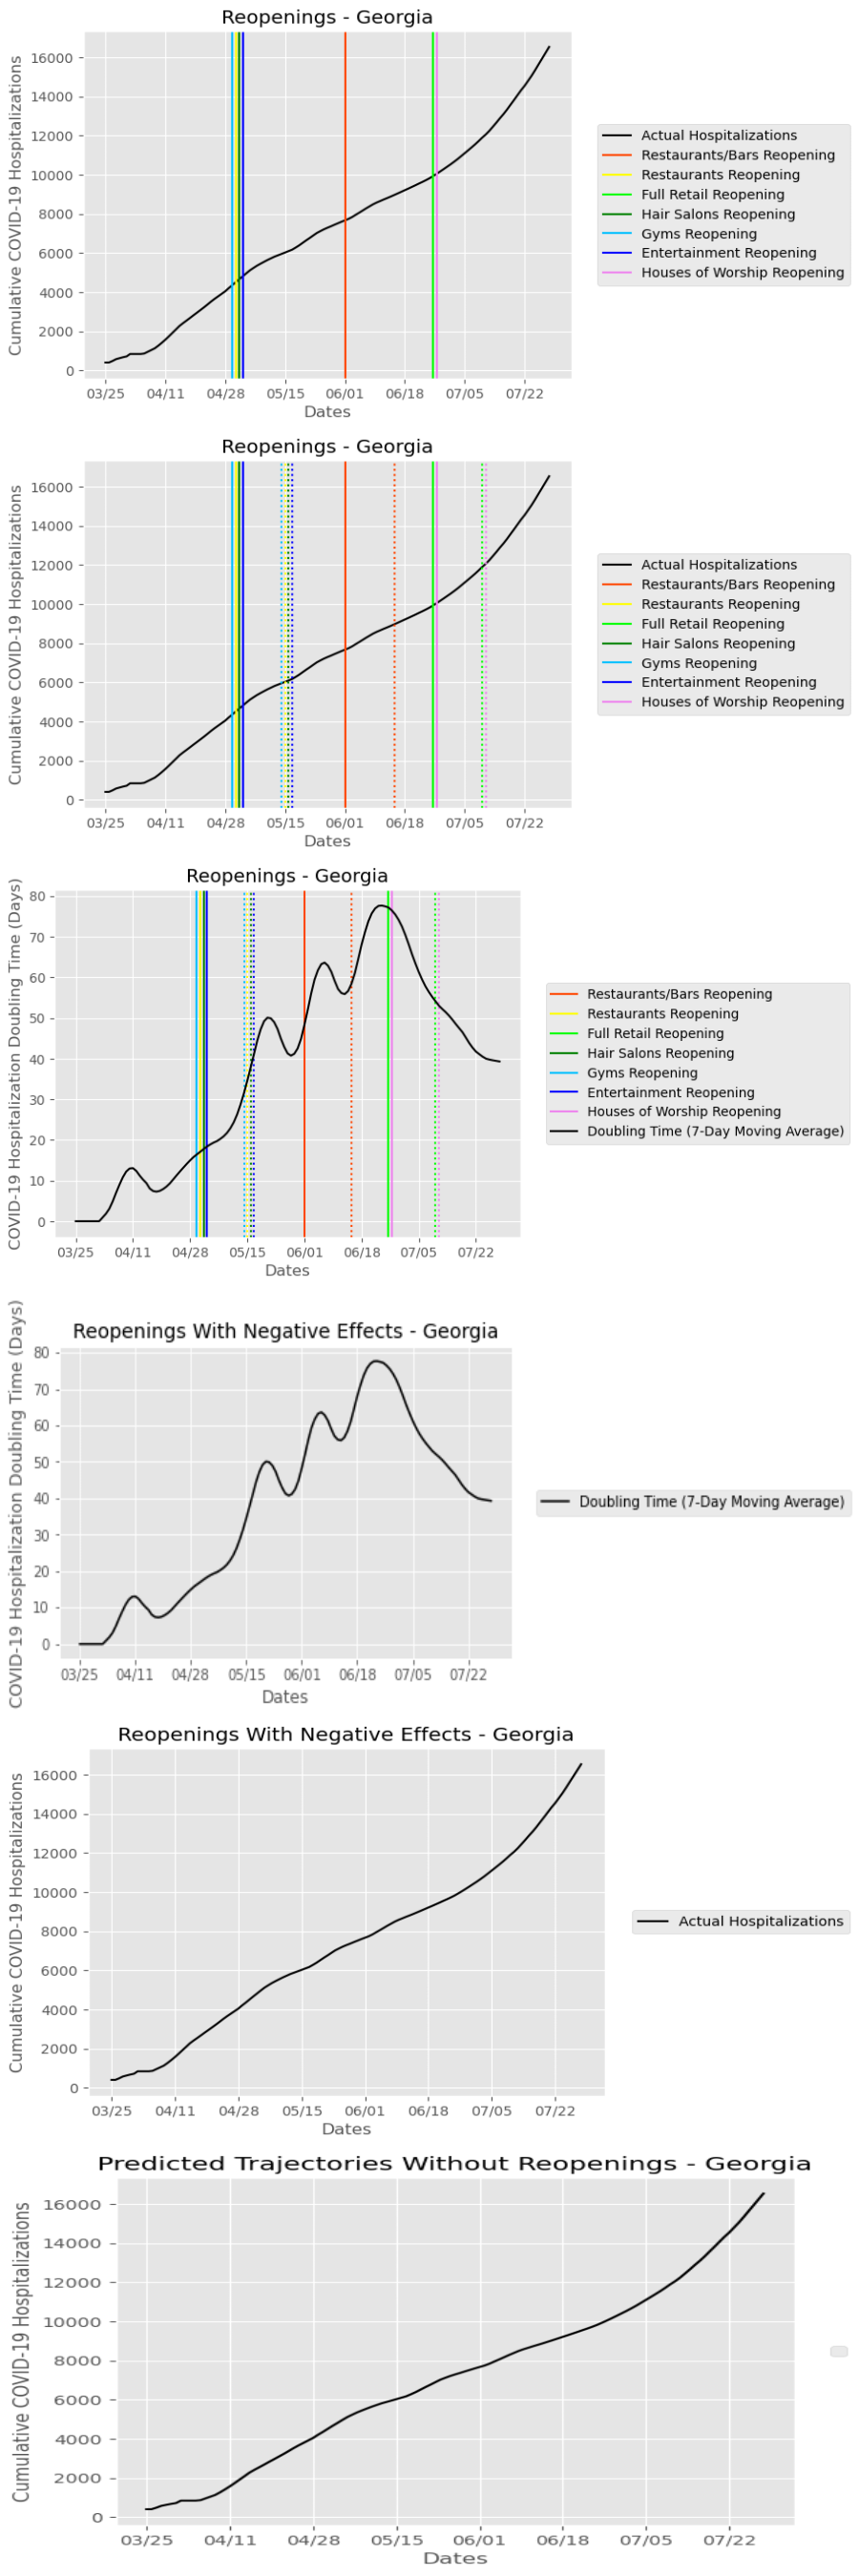 Reopenings - Georgia
Cumulative COVID-19 Hospitalizations
16000
14000
12000
10000
8000
6000
4000
2000
0
03/25 04/11 04/28 05/15 06/01 06/18 07/05 07/22
Dates
Actual Hospitalizations
Restaurants/Bars Reopening
Restaurants Reopening
Full Retail Reopening
Hair Salons Reopening
Gyms Reopening
Entertainment Reopening
Houses of Worship Reopening
Reopenings - Georgia
Cumulative COVID-19 Hospitalizations
16000
14000
12000
10000
8000
6000
4000
2000
0
03/25 04/11 04/28 05/15 06/01 06/18 07/05 07/22
Dates
Actual Hospitalizations
Restaurants/Bars Reopening
Restaurants Reopening
Full Retail Reopening
Hair Salons Reopening
Gyms Reopening
Entertainment Reopening
Houses of Worship Reopening
Reopenings - Georgia
COVID-19 Hospitalization Doubling Time (Days)
80
70
60
50
40
30
20
10
0
03/25 04/11 04/28 05/15 06/01 06/18 07/05 07/22
Dates
Restaurants/Bars Reopening
Restaurants Reopening
Full Retail Reopening
Hair Salons Reopening
Gyms Reopening
Entertainment Reopening
Houses of Worship Reopening
Doubling Time (7-Day Moving Average)
Reopenings With Negative Effects - Georgia
COVID-19 Hospitalization Doubling Time (Days)
80
70
60
50
40
30
20
10
0
03/25 04/11 04/28 05/15 06/01 06/18 07/05 07/22
Dates
Doubling Time (7-Day Moving Average)
Reopenings With Negative Effects - Georgia
Cumulative COVID-19 Hospitalizations
16000
14000
12000
10000
8000
6000
4000
2000
0
03/25 04/11 04/28 05/15 06/01 06/18 07/05 07/22
Dates
Actual Hospitalizations
Predicted Trajectories Without Reopenings - Georgia
Cumulative COVID-19 Hospitalizations
16000
14000
12000
10000
8000
6000
4000
2000
0
03/25 04/11 04/28 05/15 06/01 06/18 07/05 07/22
Dates